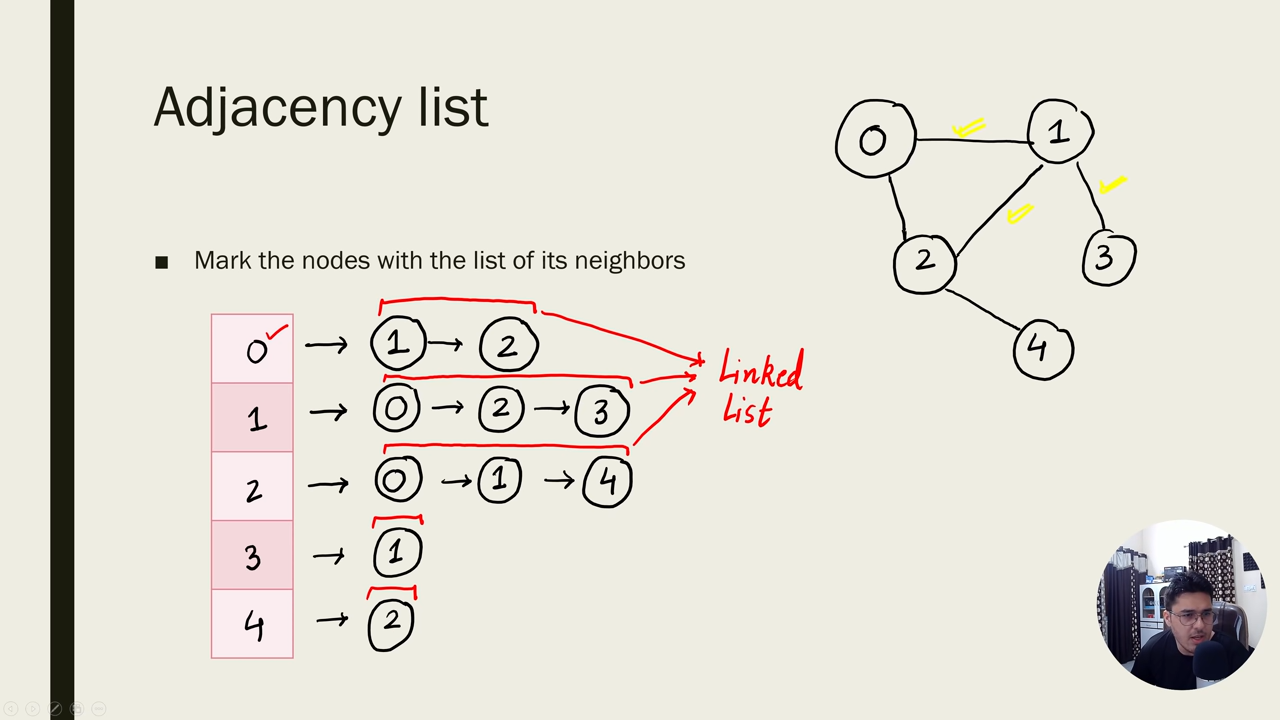 Adjacency list
■ Mark the nodes with the list of its neighbors
0 → 1 → 2
1 → 0 → 2 → 3
2 → 0 → 1 → 4
3 → 1
4 → 2
Linked
List
0
1
2
3
4